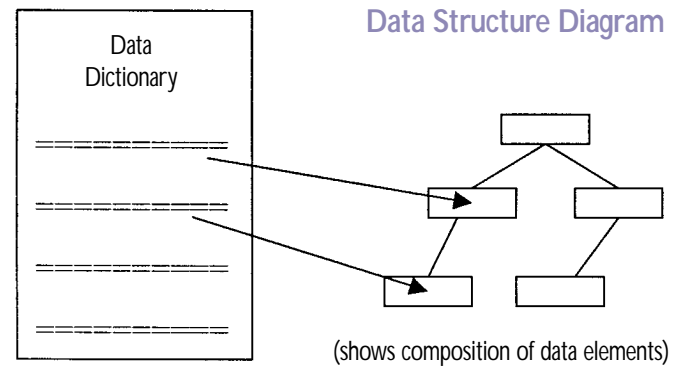 Data Structure Diagram
Data
Dictionary
(shows composition of data elements)